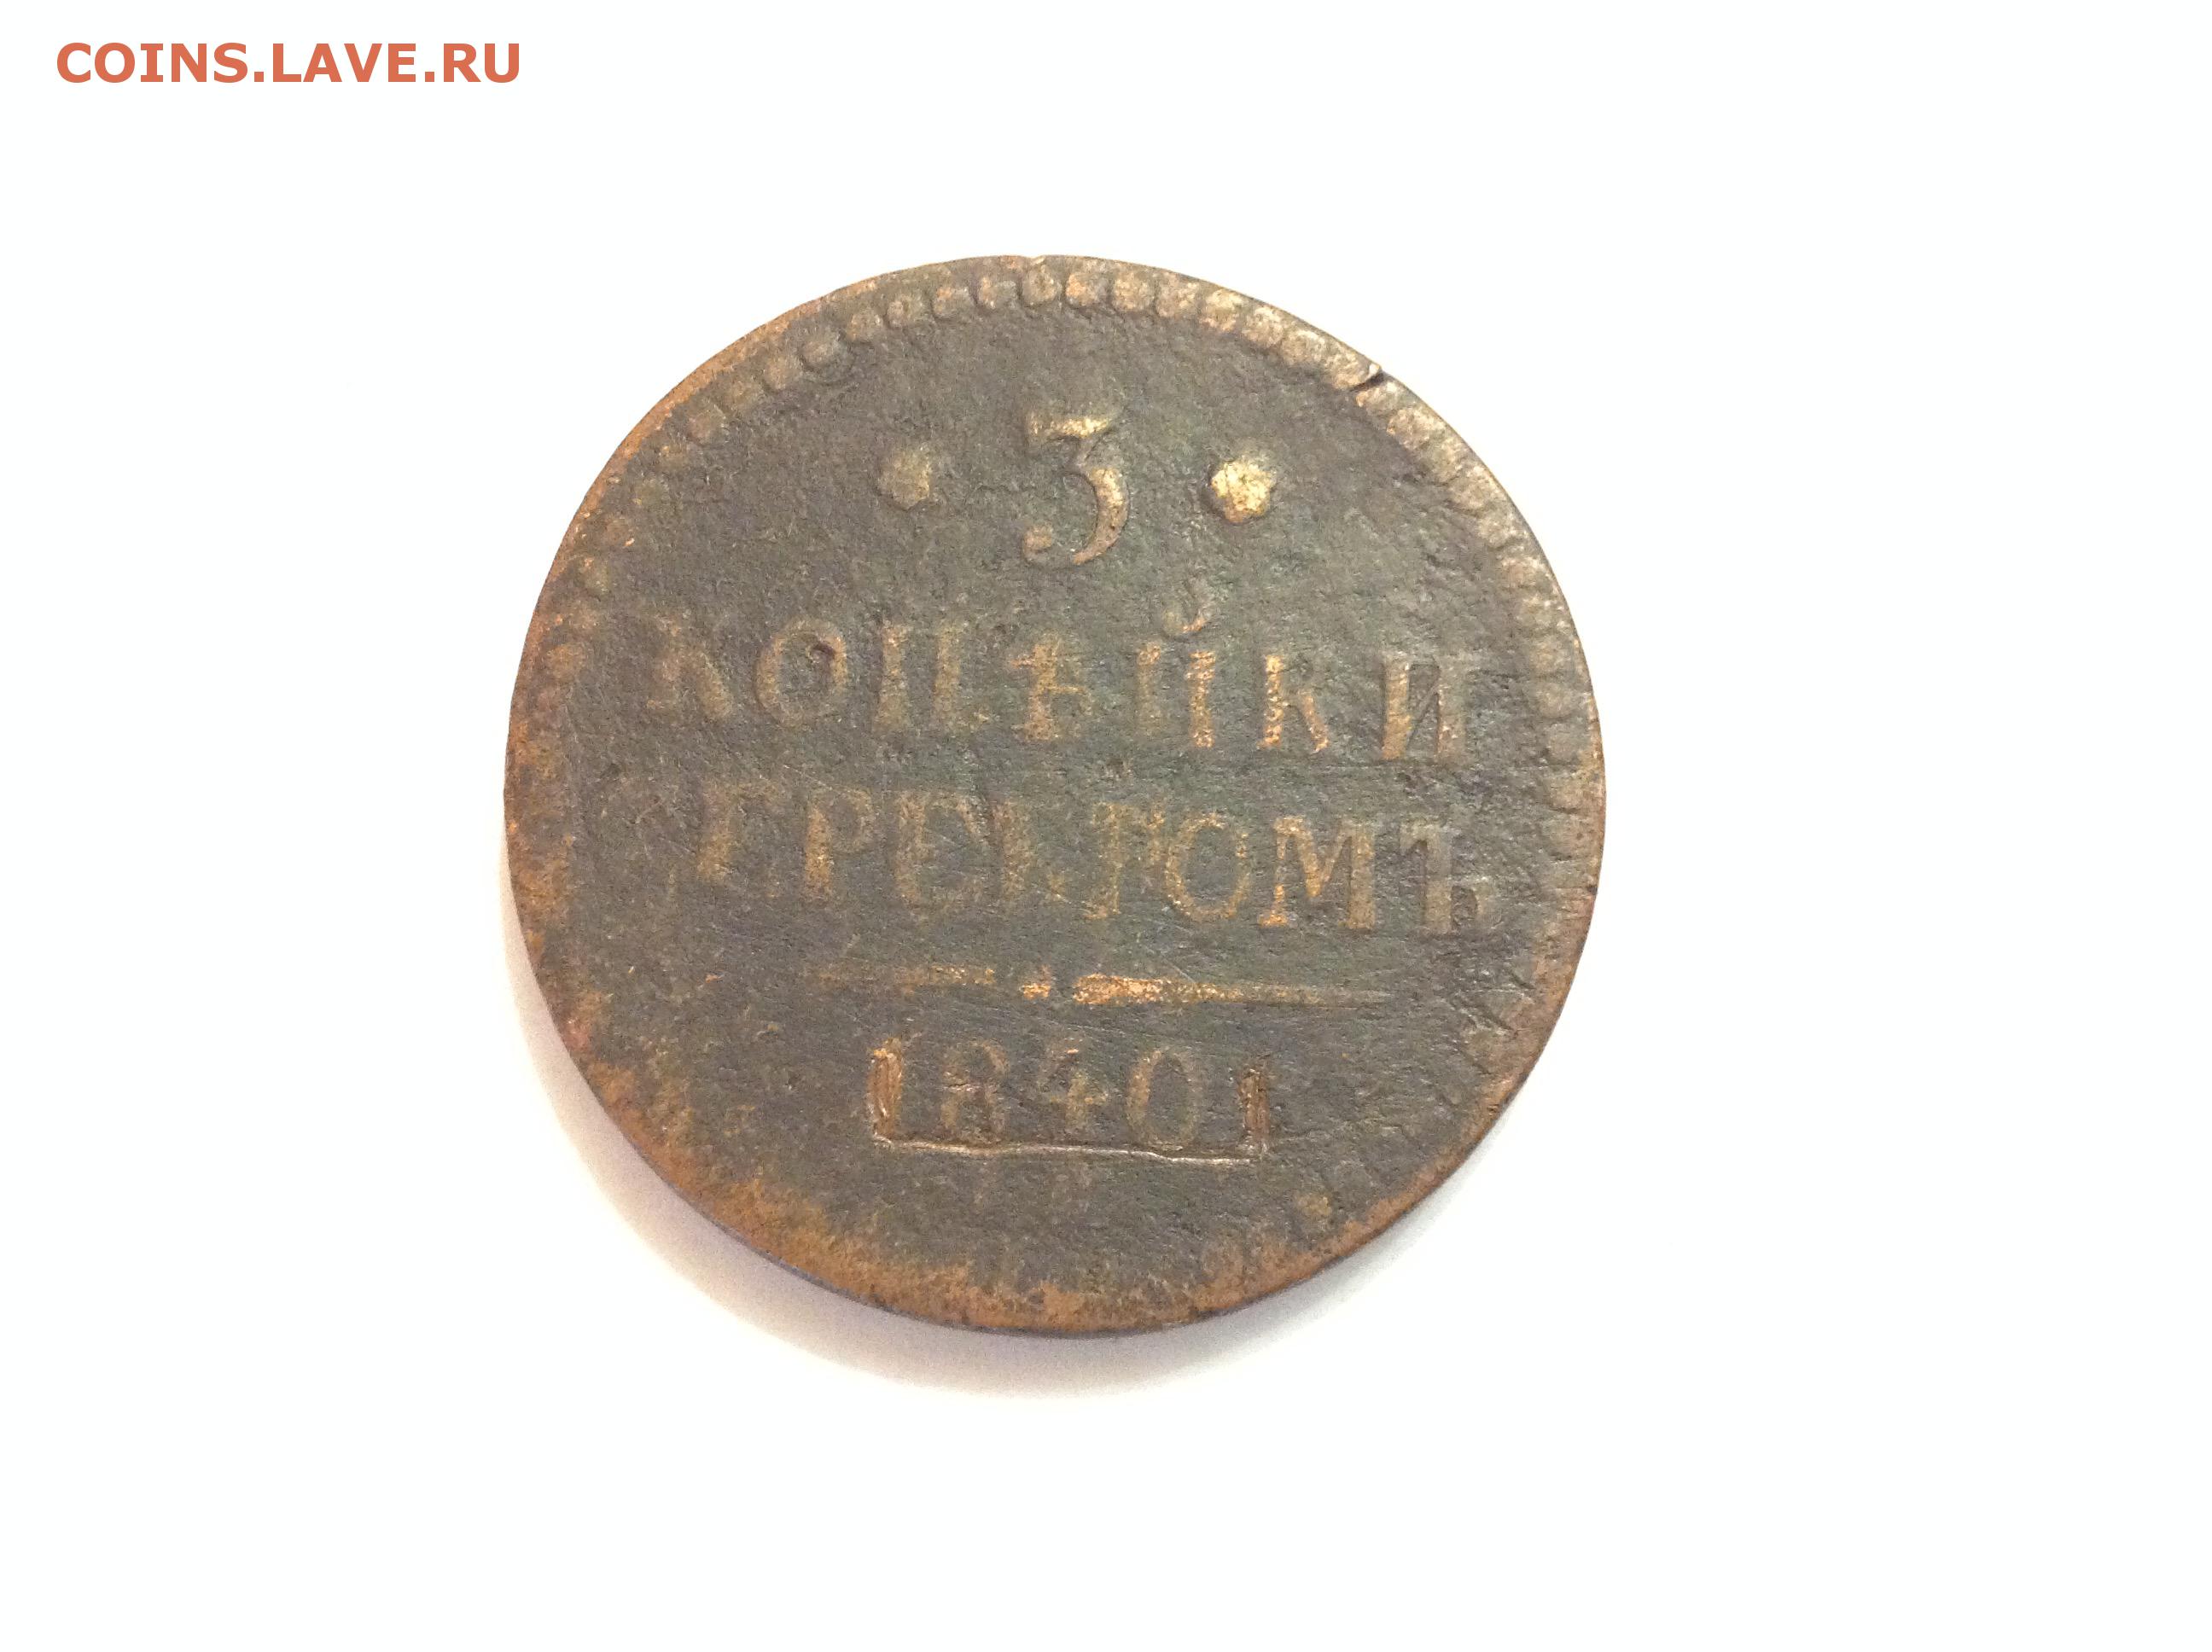 COINS.LAVE.RU
· 3 ·
КОПѢЙКИ
СЕРЕБРОМЪ
1840